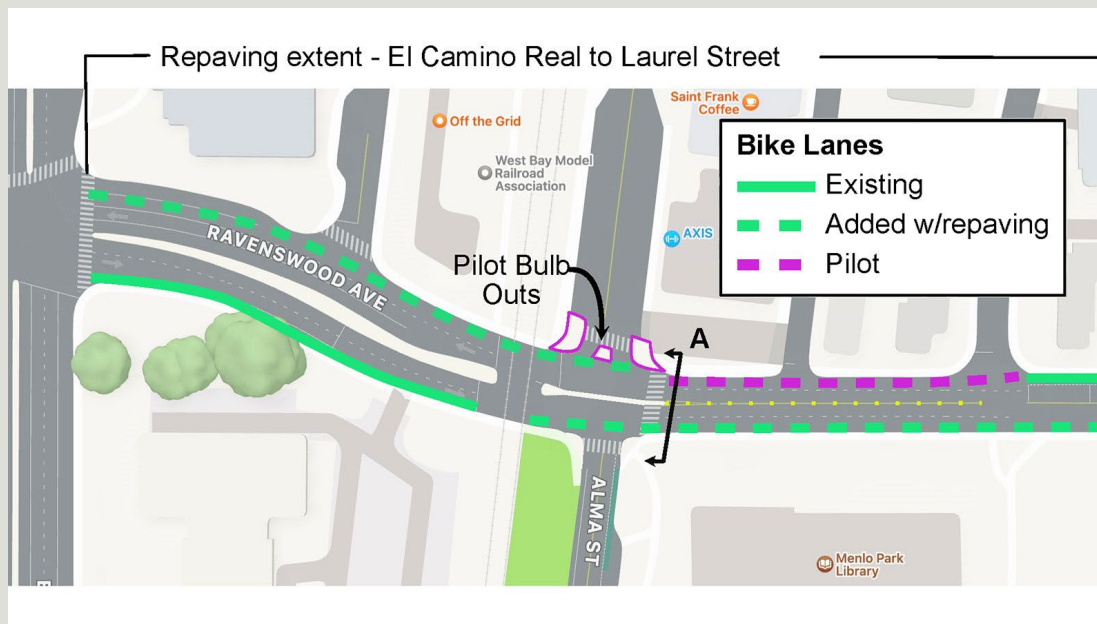 Repaving extent - El Camino Real to Laurel Street
Saint Frank
Coffee
Off the Grid
West Bay Model
Railroad
Association
Bike Lanes
Existing
Added w/repaving
Pilot
AXIS
RAVENSWOOD AVE
Pilot Bulb
Outs
A
ALMA ST
Menlo Park
Library